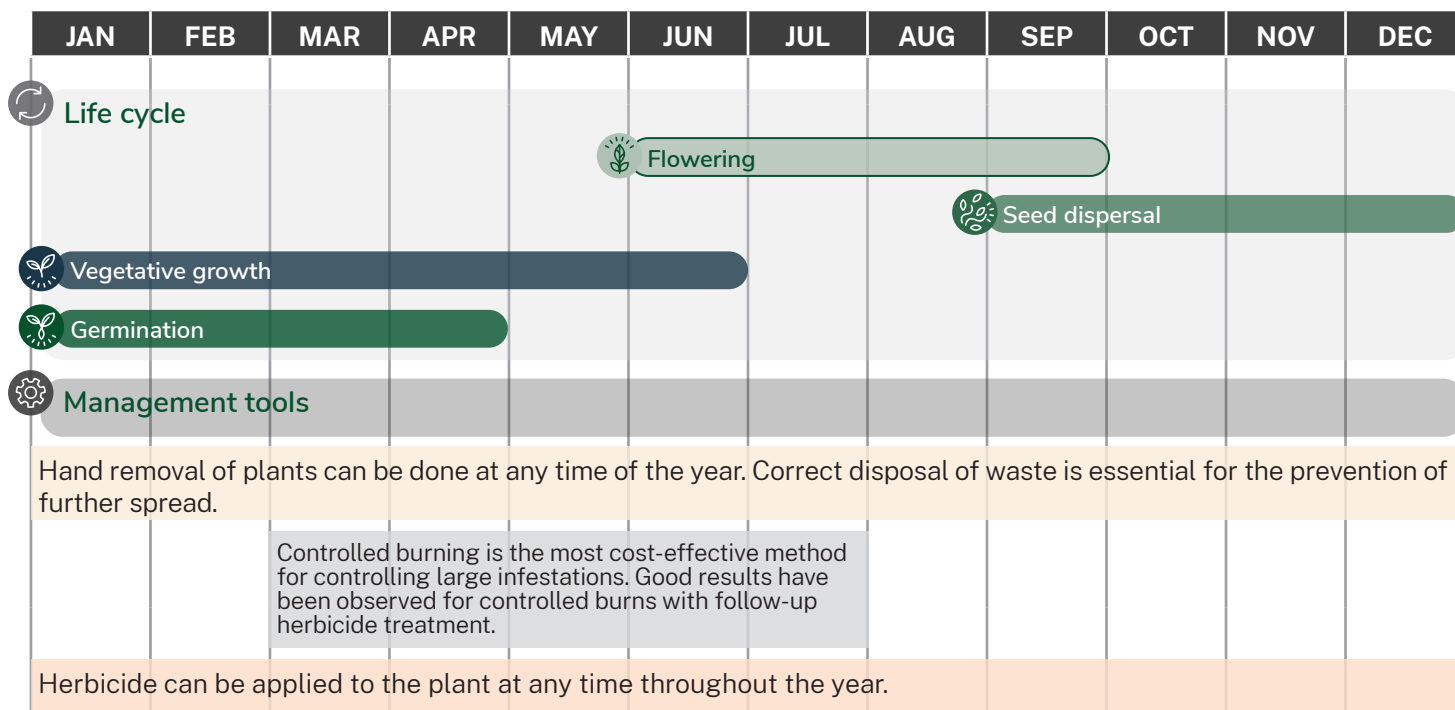 JAN FEB MAR APR MAY JUN JUL AUG SEP OCT NOV DEC
Life cycle
Flowering
Seed dispersal
Vegetative growth
Germination
Management tools
Hand removal of plants can be done at any time of the year. Correct disposal of waste is essential for the prevention of
further spread.
Controlled burning is the most cost-effective method
for controlling large infestations. Good results have
been observed for controlled burns with follow-up
herbicide treatment.
Herbicide can be applied to the plant at any time throughout the year.